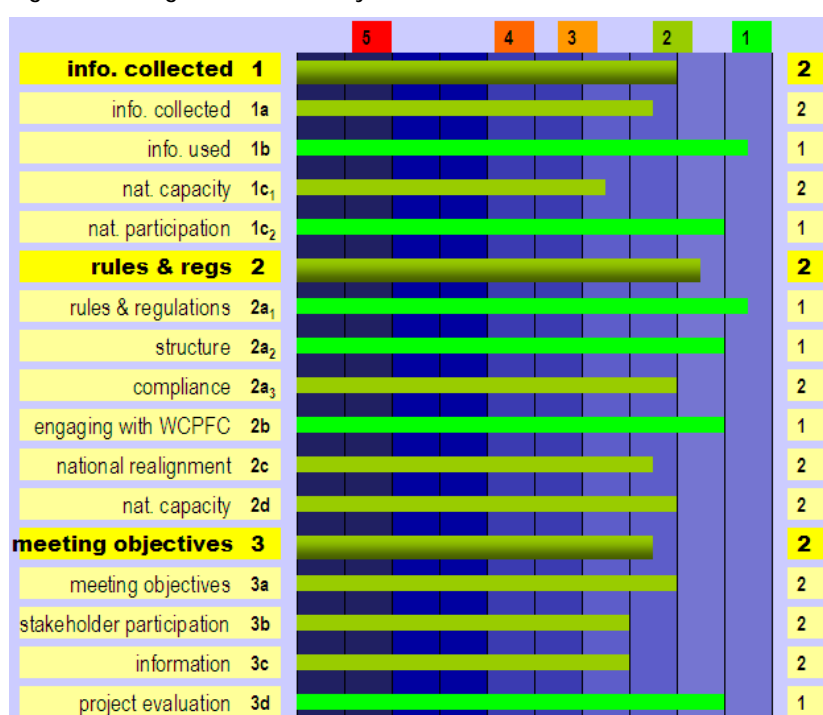 5 4 3 2 1
info. collected 1 2
info. collected 1a 2
info. used 1b 1
nat. capacity 1c₁ 2
nat. participation 1c₂ 1
rules & regs 2 2
rules & regulations 2a₁ 1
structure 2a₂ 1
compliance 2a₃ 2
engaging with WCPFC 2b 1
national realignment 2c 2
nat. capacity 2d 2
meeting objectives 3 2
meeting objectives 3a 2
stakeholder participation 3b 2
information 3c 2
project evaluation 3d 1